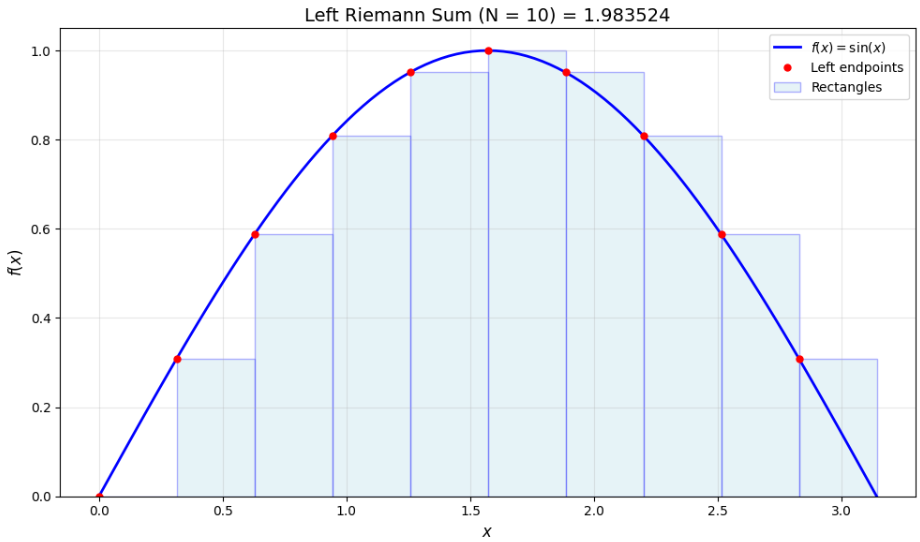 Left Riemann Sum (N = 10) = 1.983524
f(x) = sin(x)
Left endpoints
Rectangles
f(x)
1.0
0.8
0.6
0.4
0.2
0.0
0.0 0.5 1.0 1.5 2.0 2.5 3.0
x